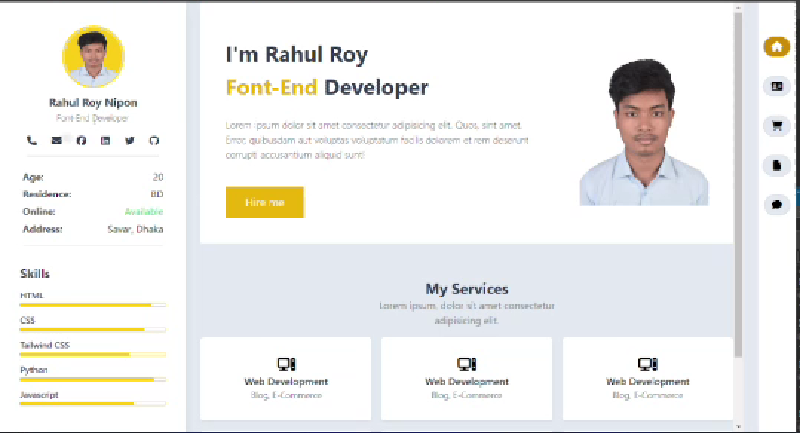 Rahul Roy Nipon
Font-End Developer
Age: 20
Residence: BD
Online: Available
Address: Savar, Dhaka
Skills
HTML
CSS
Tailwind CSS
Python
Javascript
I'm Rahul Roy
Font-End Developer
Lorem ipsum dolor sit amet consectetur adipisicing elit. Quos, sint amet.
Error quibusdam aut voluptas voluptatum facilis dolorem et rem deserunt
corrupti accusantium aliquid sunt!
Hire me
My Services
Lorem ipsum, dolor sit amet consectetur
adipisicing elit.
Web Development
Blog, E-Commerce
Web Development
Blog, E-Commerce
Web Development
Blog, E-Commerce